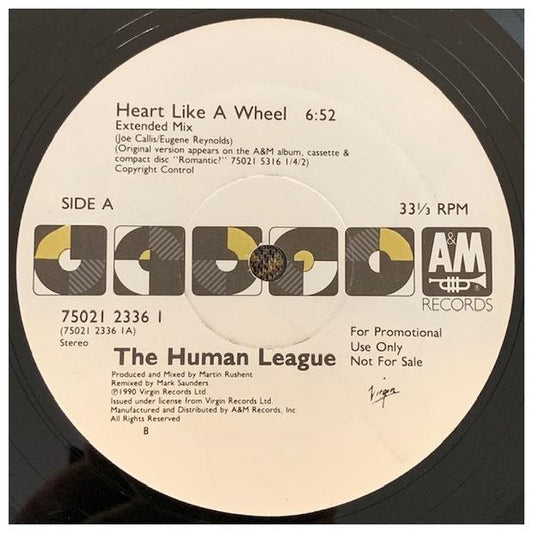 Heart Like A Wheel 6:52
Extended Mix
(Joe Callis/Eugene Reynolds)
(Original version appears on the A&M album, cassette &
compact disc "Romantic?" 75021 5316 1/4/2)
Copyright Control
SIDE A
33⅓ RPM
A&M
RECORDS
75021 2336 1
(75021 2336 1A)
Stereo
For Promotional
Use Only
Not For Sale
The Human League
Produced and Mixed by Martin Rushent
Remixed by Mark Saunders
℗1990 Virgin Records Ltd.
Issued under license from Virgin Records Ltd.
Manufactured and Distributed by A&M Records, Inc.
All Rights Reserved
Virgin
B